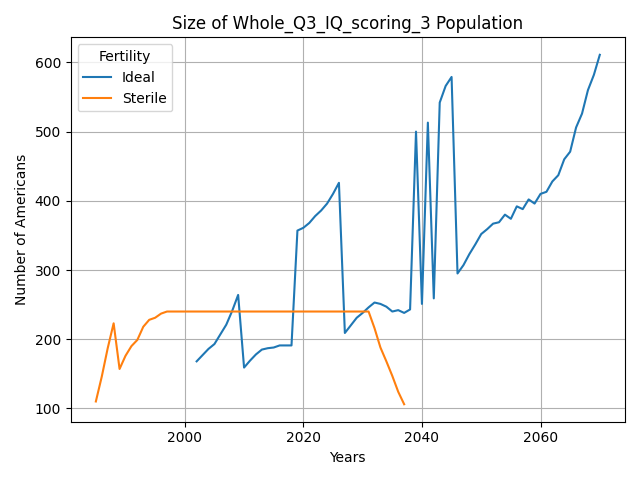 Size of Whole_Q3_IQ_scoring_3 Population
Fertility
Ideal
Sterile
Number of Americans
600
500
400
300
200
100
2000 2020 2040 2060
Years